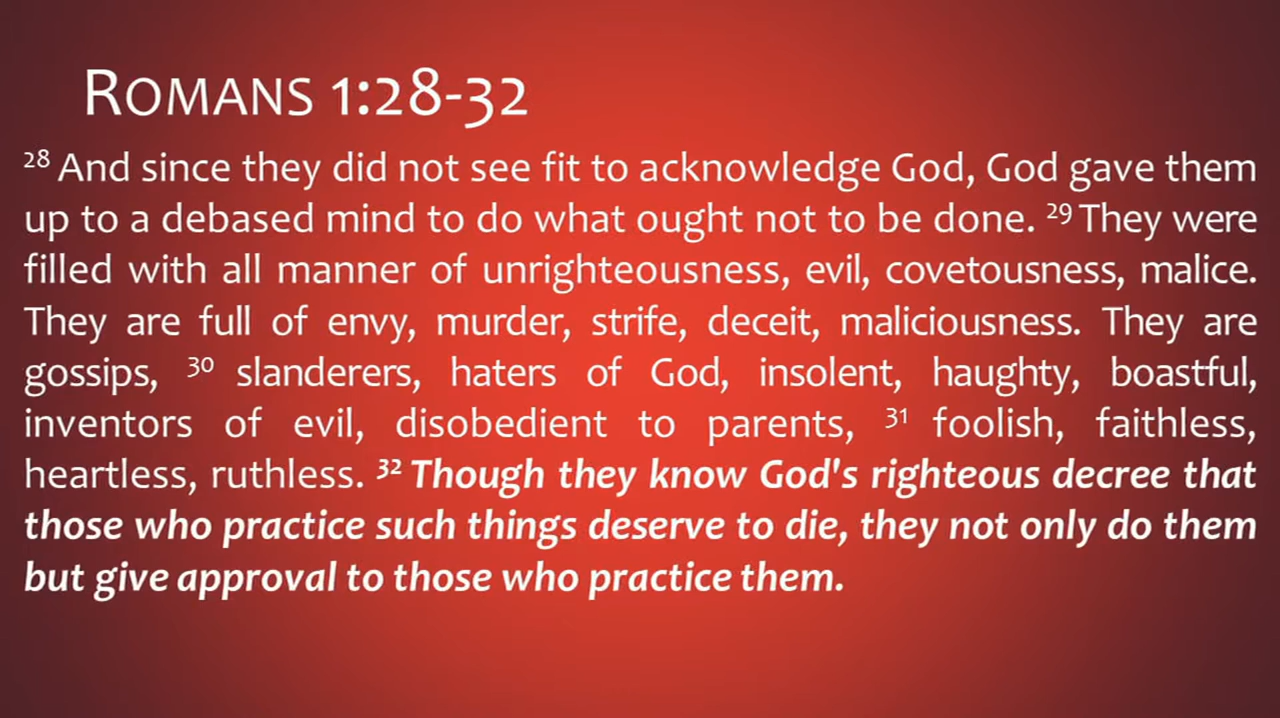 ROMANS 1:28-32
28 And since they did not see fit to acknowledge God, God gave them
up to a debased mind to do what ought not to be done. 29 They were
filled with all manner of unrighteousness, evil, covetousness, malice.
They are full of envy, murder, strife, deceit, maliciousness. They are
gossips, 30 slanderers, haters of God, insolent, haughty, boastful,
inventors of evil, disobedient to parents, 31 foolish, faithless,
heartless, ruthless. 32 Though they know God's righteous decree that
those who practice such things deserve to die, they not only do them
but give approval to those who practice them.